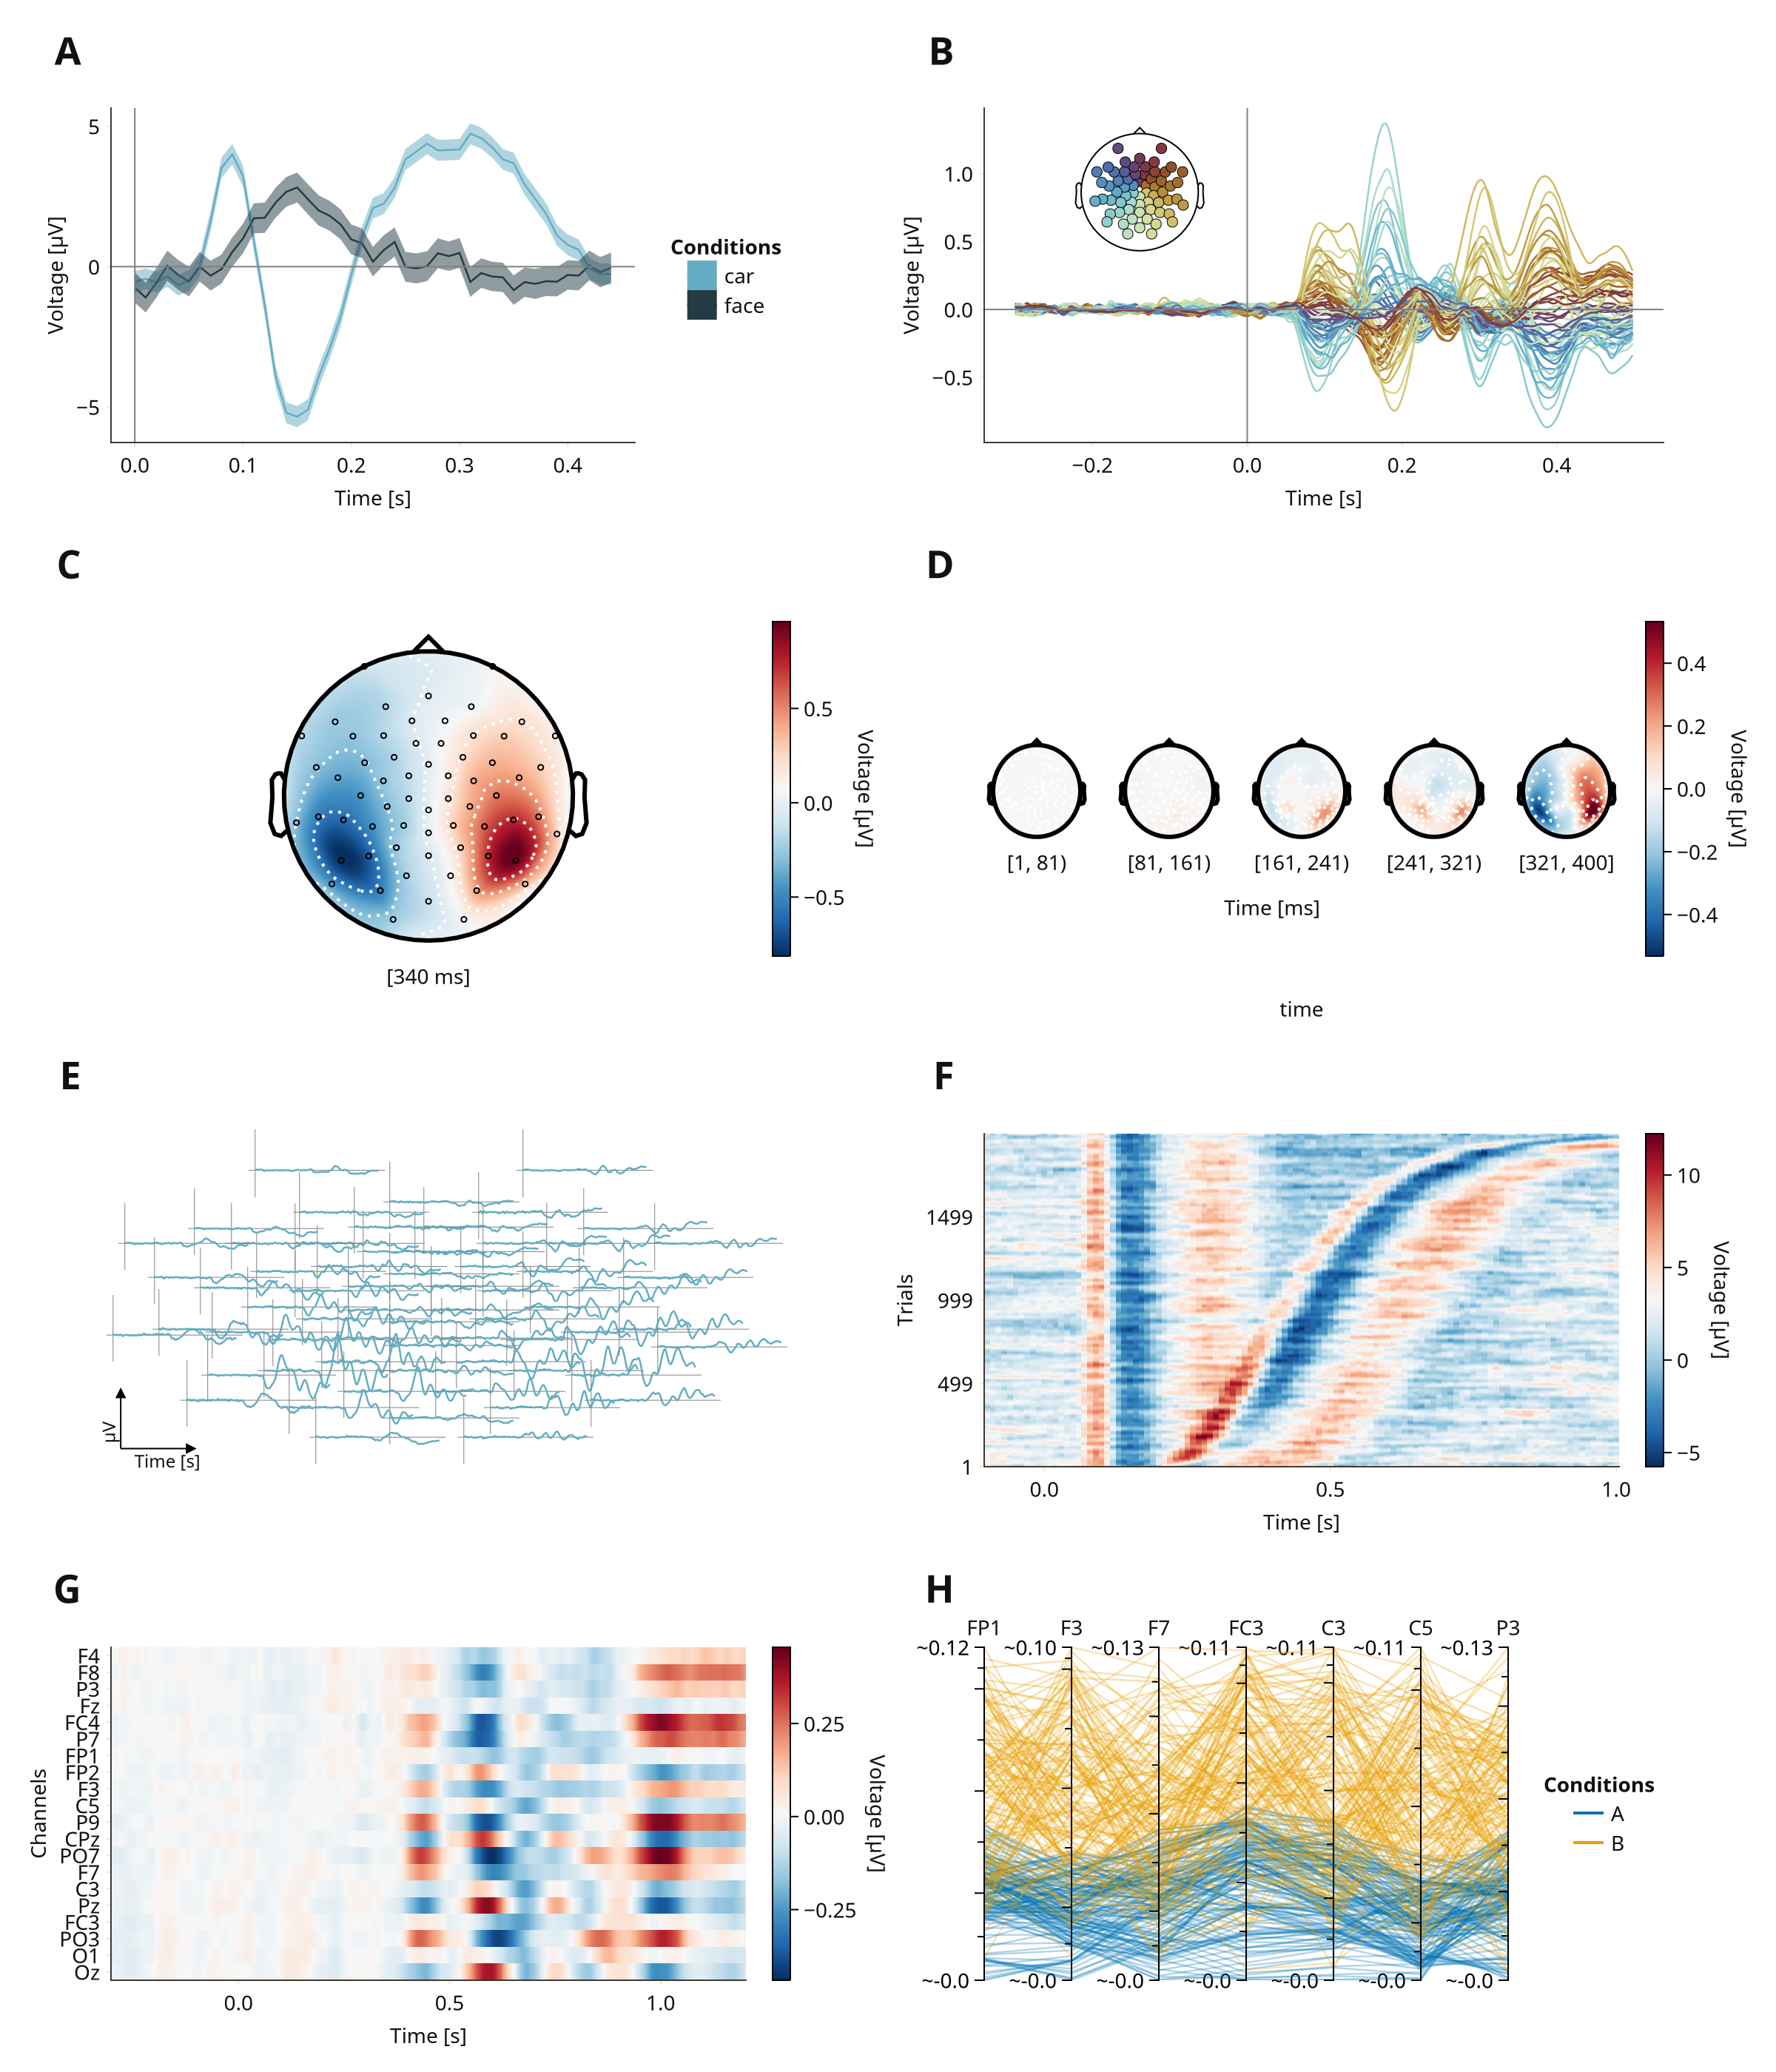 A
5
0
−5
Voltage [µV]
0.0 0.1 0.2 0.3 0.4
Time [s]
Conditions
car
face
B
1.0
0.5
0.0
−0.5
Voltage [µV]
−0.2 0.0 0.2 0.4
Time [s]
C
0.5
0.0
−0.5
Voltage [µV]
[340 ms]
D
[1, 81) [81, 161) [161, 241) [241, 321) [321, 400]
Time [ms]
time
0.4
0.2
0.0
−0.2
−0.4
Voltage [µV]
E
µV
Time [s]
F
Trials
1499
999
499
1
0.0 0.5 1.0
Time [s]
10
5
0
−5
Voltage [µV]
G
Channels
F4
F8
P3
Fz
FC4
P7
FP1
FP2
F3
C5
P9
CPz
PO7
F7
C3
Pz
FC3
PO3
O1
Oz
0.0 0.5 1.0
Time [s]
0.25
0.00
−0.25
Voltage [µV]
H
FP1 F3 F7 FC3 C3 C5 P3
~0.12 ~0.10 ~0.13 ~0.11 ~0.11 ~0.11 ~0.13
~-0.0 ~-0.0 ~-0.0 ~-0.0 ~-0.0 ~-0.0 ~-0.0
Conditions
A
B